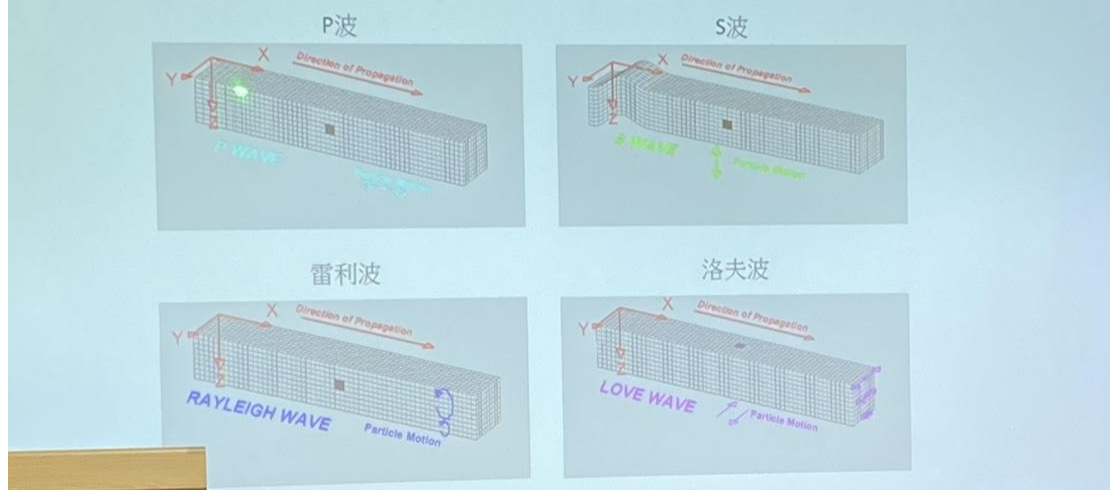 P波
S波
X
Direction of Propagation
Y
Z
P WAVE
X
Direction of Propagation
Y
Z
S WAVE
Particle Motion
雷利波
洛夫波
X
Direction of Propagation
Y
Z
RAYLEIGH WAVE
Particle Motion
X
Direction of Propagation
Y
Z
LOVE WAVE
Particle Motion